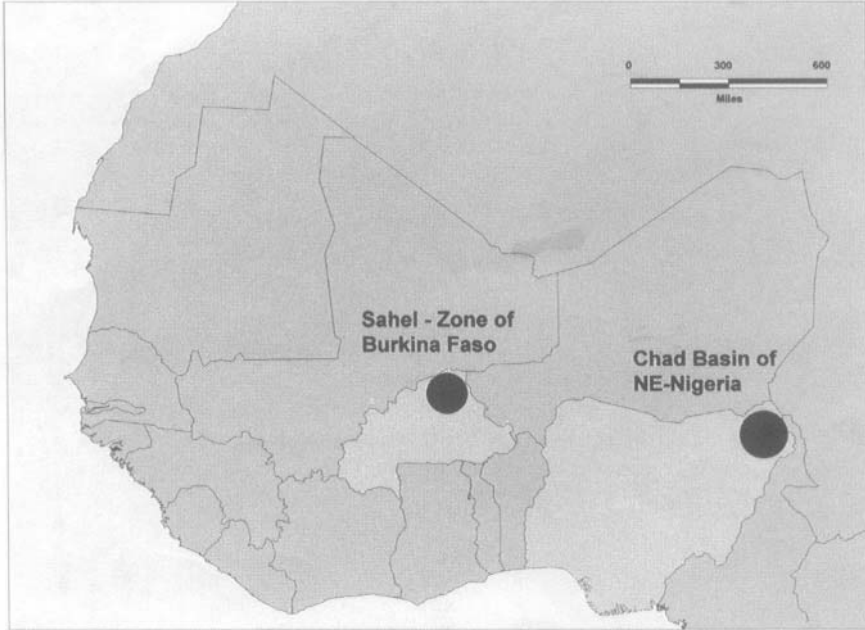 0 300 600
Miles
Sahel - Zone of
Burkina Faso
Chad Basin of
NE-Nigeria